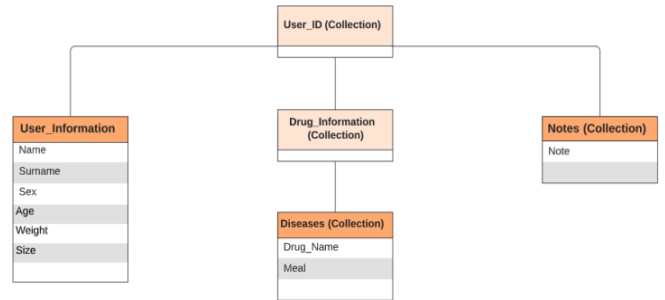 User_ID (Collection)
User_Information
Name
Surname
Sex
Age
Weight
Size
Drug_Information
(Collection)
Diseases (Collection)
Drug_Name
Meal
Notes (Collection)
Note